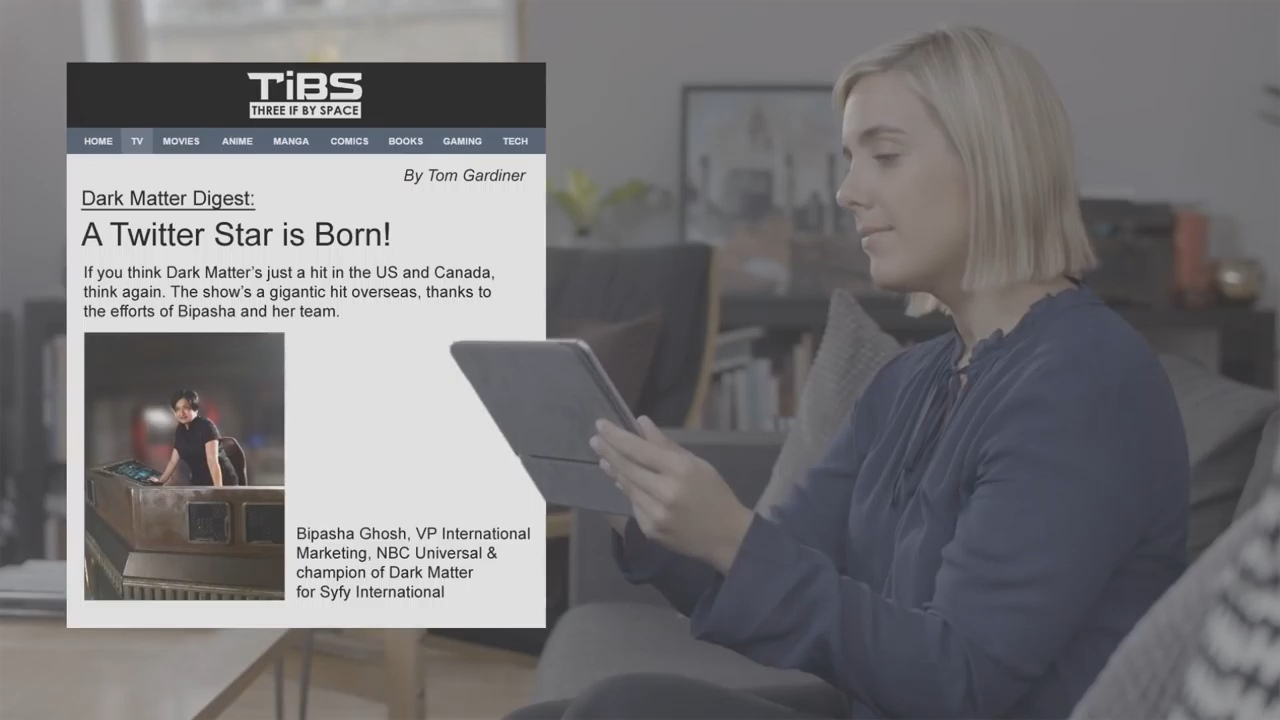 TiBS
THREE IF BY SPACE
HOME TV MOVIES ANIME MANGA COMICS BOOKS GAMING TECH
By Tom Gardiner
Dark Matter Digest:
A Twitter Star is Born!
If you think Dark Matter's just a hit in the US and Canada,
think again. The show's a gigantic hit overseas, thanks to
the efforts of Bipasha and her team.
Bipasha Ghosh, VP International
Marketing, NBC Universal &
champion of Dark Matter
for Syfy International